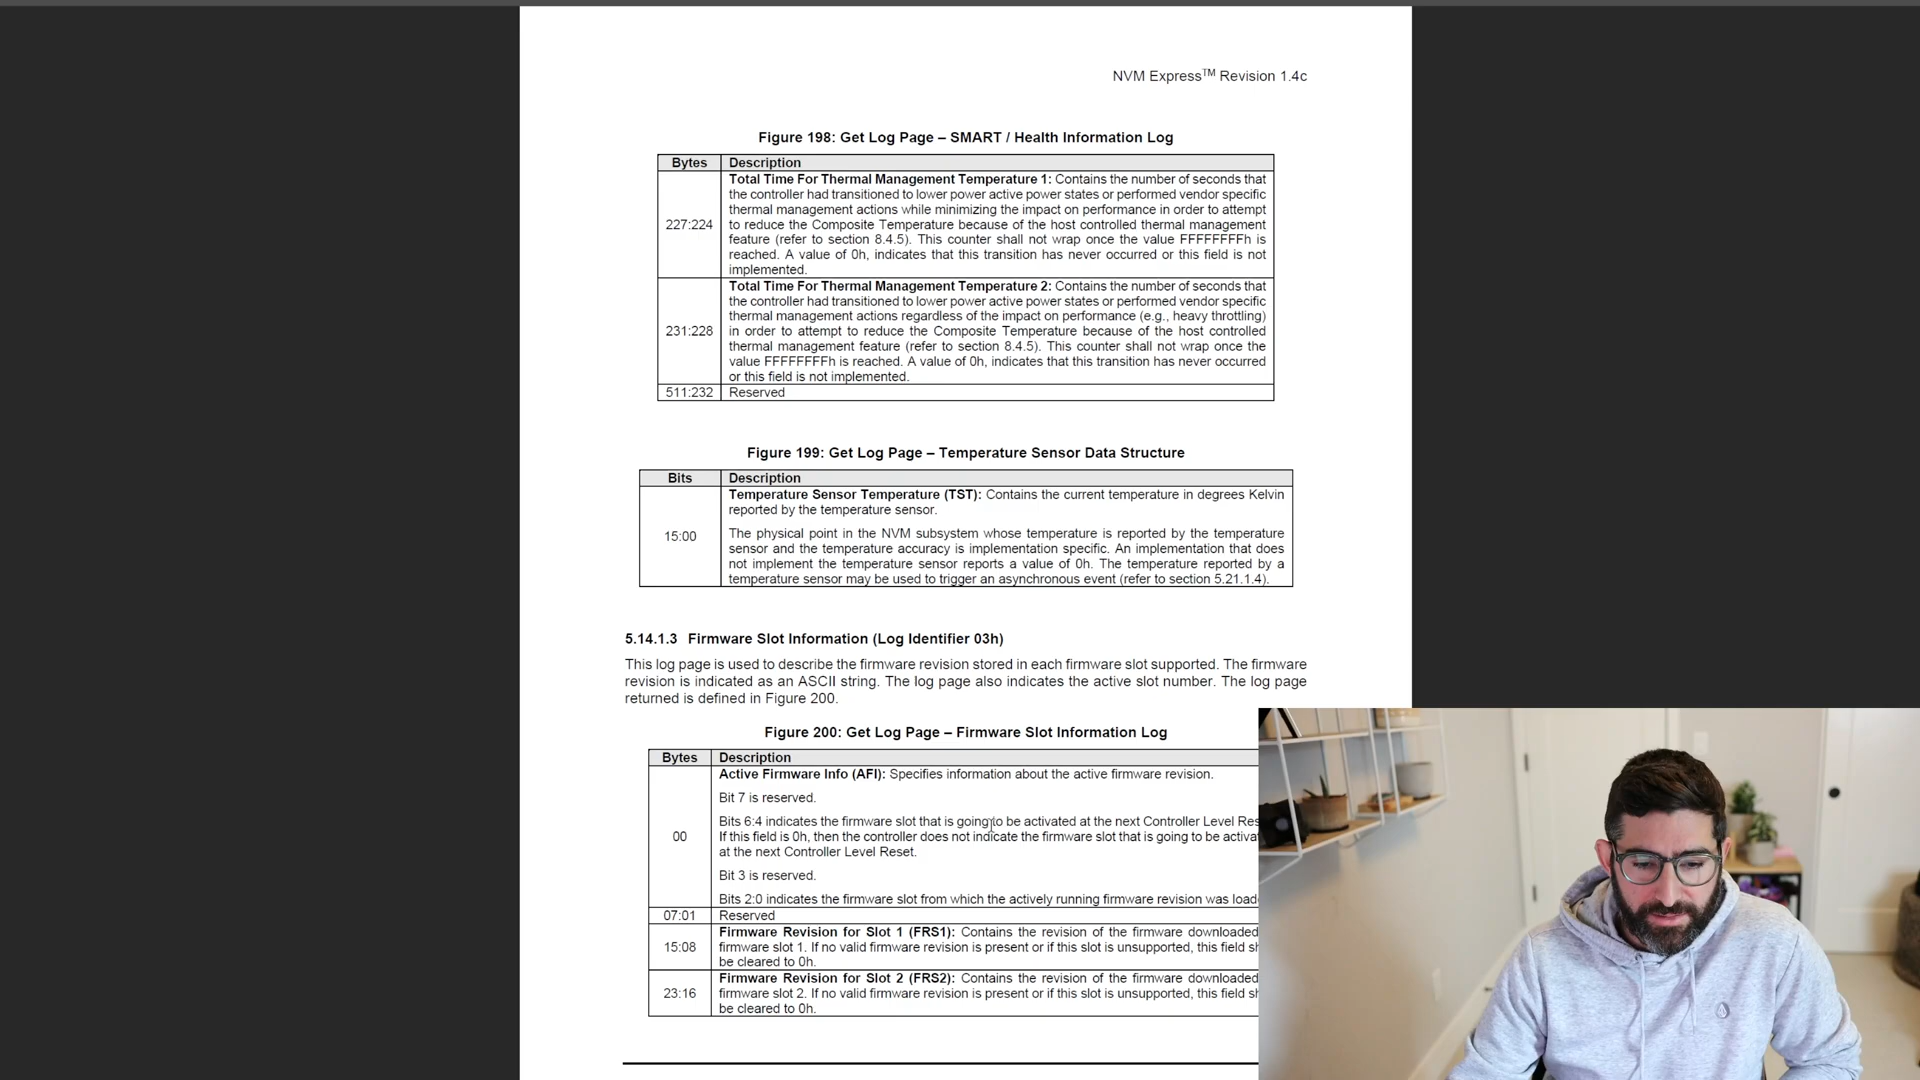 NVM Express™ Revision 1.4c
Figure 198: Get Log Page – SMART / Health Information Log
Bytes Description
227:224
Total Time For Thermal Management Temperature 1: Contains the number of seconds that
the controller had transitioned to lower power active power states or performed vendor specific
thermal management actions while minimizing the impact on performance in order to attempt
to reduce the Composite Temperature because of the host controlled thermal management
feature (refer to section 8.4.5). This counter shall not wrap once the value FFFFFFFFh is
reached. A value of 0h, indicates that this transition has never occurred or this field is not
implemented.
231:228
Total Time For Thermal Management Temperature 2: Contains the number of seconds that
the controller had transitioned to lower power active power states or performed vendor specific
thermal management actions regardless of the impact on performance (e.g., heavy throttling)
in order to attempt to reduce the Composite Temperature because of the host controlled
thermal management feature (refer to section 8.4.5). This counter shall not wrap once the
value FFFFFFFFh is reached. A value of 0h, indicates that this transition has never occurred
or this field is not implemented.
511:232 Reserved
Figure 199: Get Log Page – Temperature Sensor Data Structure
Bits Description
15:00
Temperature Sensor Temperature (TST): Contains the current temperature in degrees Kelvin
reported by the temperature sensor.
The physical point in the NVM subsystem whose temperature is reported by the temperature
sensor and the temperature accuracy is implementation specific. An implementation that does
not implement the temperature sensor reports a value of 0h. The temperature reported by a
temperature sensor may be used to trigger an asynchronous event (refer to section 5.21.1.4).
5.14.1.3 Firmware Slot Information (Log Identifier 03h)
This log page is used to describe the firmware revision stored in each firmware slot supported. The firmware
revision is indicated as an ASCII string. The log page also indicates the active slot number. The log page
returned is defined in Figure 200.
Figure 200: Get Log Page – Firmware Slot Information Log
Bytes Description
00
Active Firmware Info (AFI): Specifies information about the active firmware revision.
Bit 7 is reserved.
Bits 6:4 indicates the firmware slot that is going to be activated at the next Controller Level Res
If this field is 0h, then the controller does not indicate the firmware slot that is going to be activa
at the next Controller Level Reset.
Bit 3 is reserved.
Bits 2:0 indicates the firmware slot from which the actively running firmware revision was load
07:01 Reserved
15:08
Firmware Revision for Slot 1 (FRS1): Contains the revision of the firmware downloaded
firmware slot 1. If no valid firmware revision is present or if this slot is unsupported, this field s
be cleared to 0h.
23:16
Firmware Revision for Slot 2 (FRS2): Contains the revision of the firmware downloaded
firmware slot 2. If no valid firmware revision is present or if this slot is unsupported, this field s
be cleared to 0h.